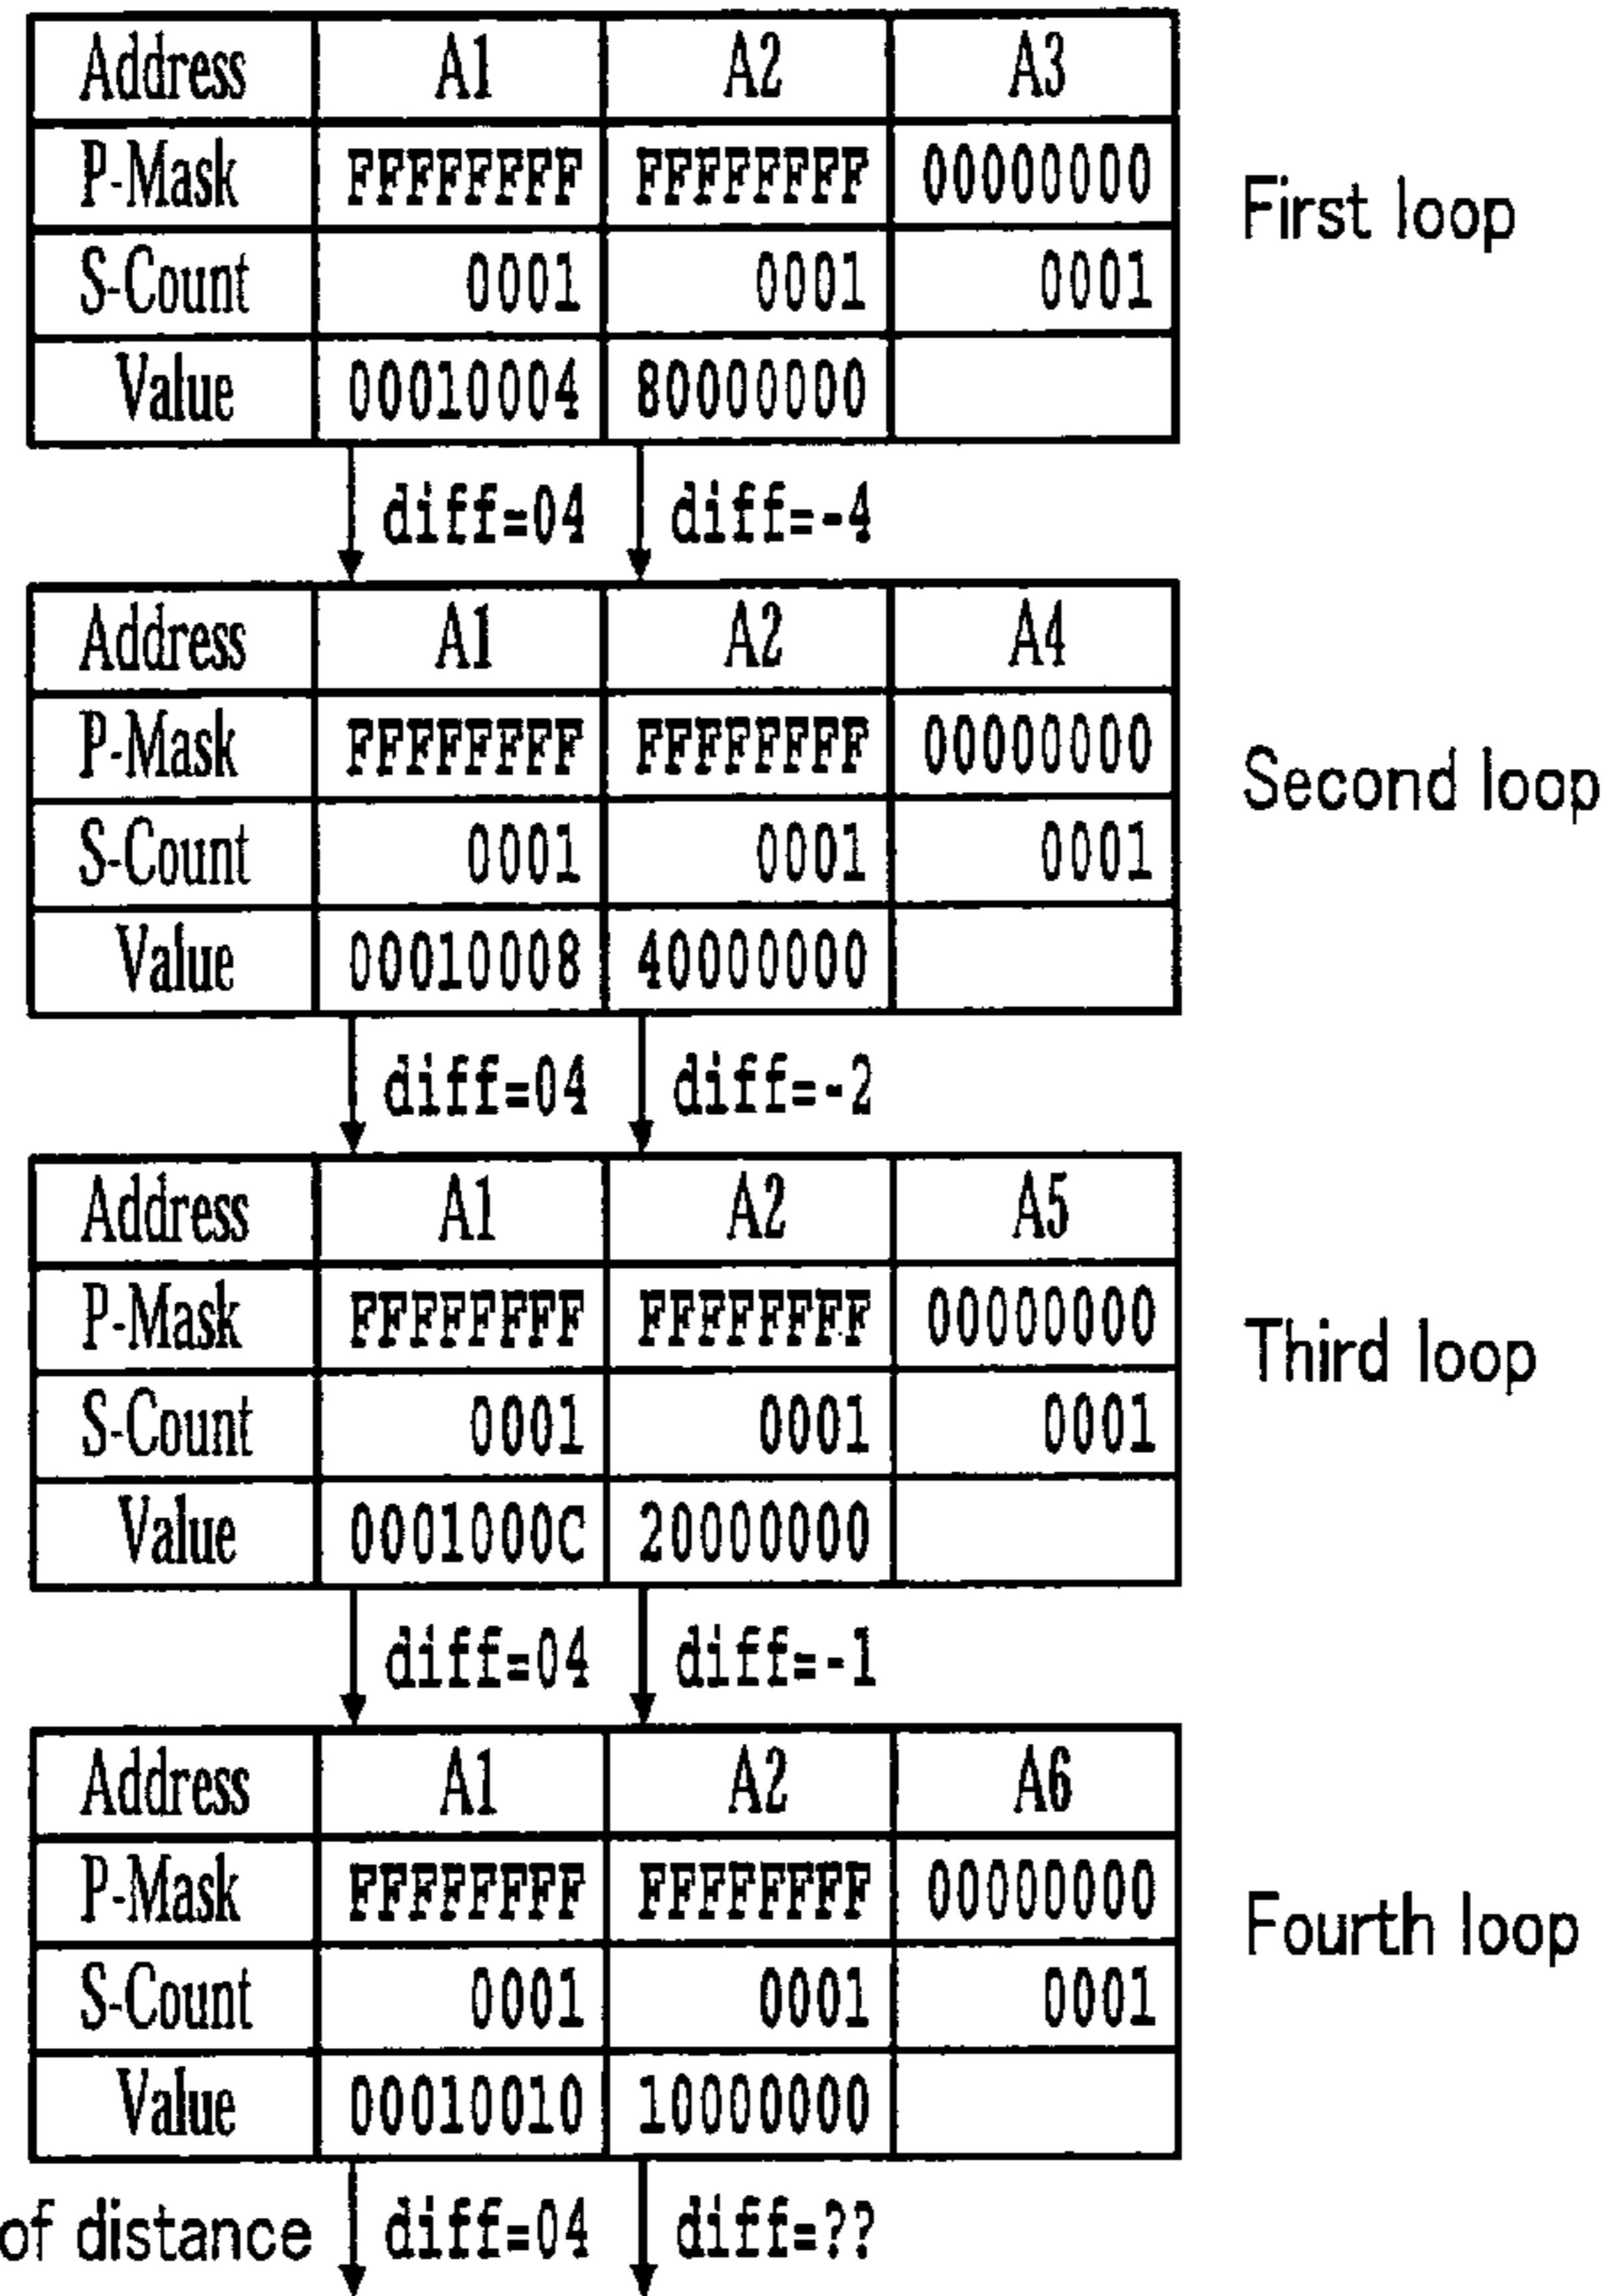 Address A1 A2 A3
P-Mask FFFFFFFF FFFFFFFF 00000000
First loop
S-Count 0001 0001 0001
Value 00010004 80000000
diff=04 diff=-4
Address A1 A2 A4
P-Mask FFFFFFFF FFFFFFFF 00000000
Second loop
S-Count 0001 0001 0001
Value 00010008 40000000
diff=04 diff=-2
Address A1 A2 A5
P-Mask FFFFFFFF FFFFFFFF 00000000
Third loop
S-Count 0001 0001 0001
Value 0001000C 20000000
diff=04 diff=-1
Address A1 A2 A6
P-Mask FFFFFFFF FFFFFFFF 00000000
Fourth loop
S-Count 0001 0001 0001
Value 00010010 10000000
of distance diff=04 diff=??